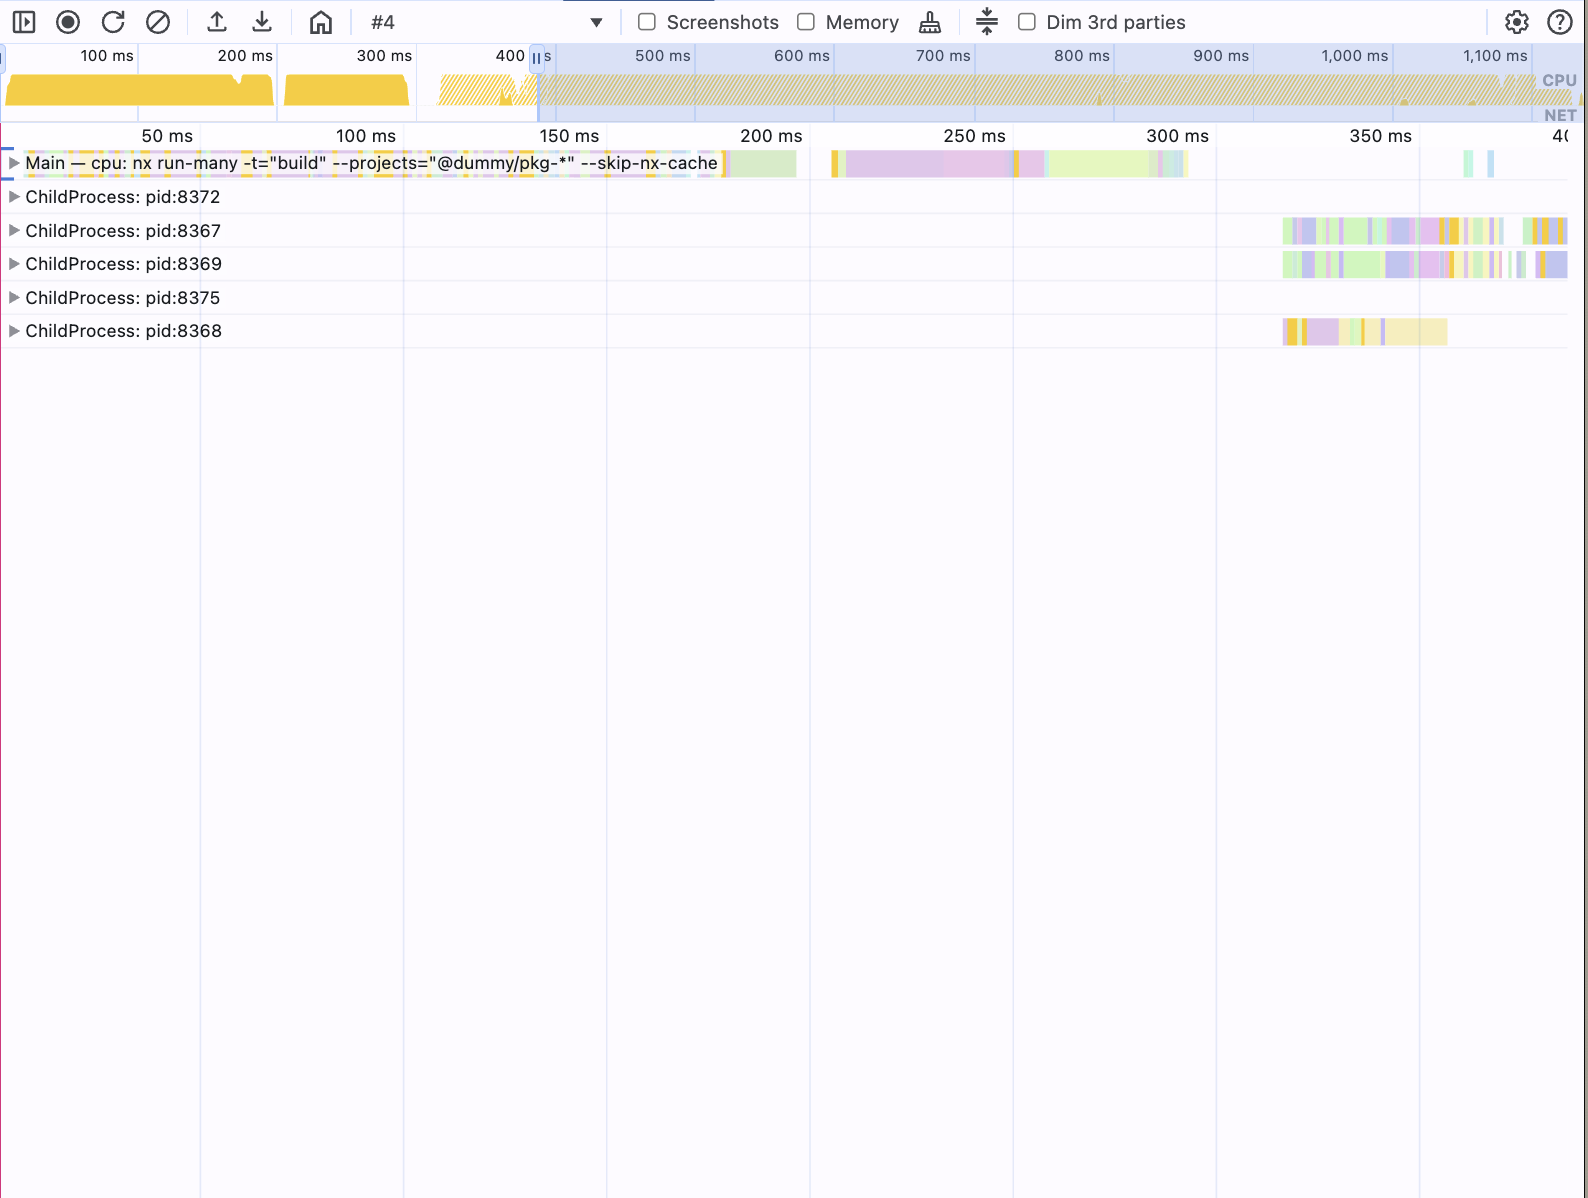 #4 Screenshots Memory Dim 3rd parties
100 ms 200 ms 300 ms 400 s 500 ms 600 ms 700 ms 800 ms 900 ms 1,000 ms 1,100 ms
CPU
NET
50 ms 100 ms 150 ms 200 ms 250 ms 300 ms 350 ms 40
Main — cpu: nx run-many -t="build" --projects="@dummy/pkg-*" --skip-nx-cache
ChildProcess: pid:8372
ChildProcess: pid:8367
ChildProcess: pid:8369
ChildProcess: pid:8375
ChildProcess: pid:8368